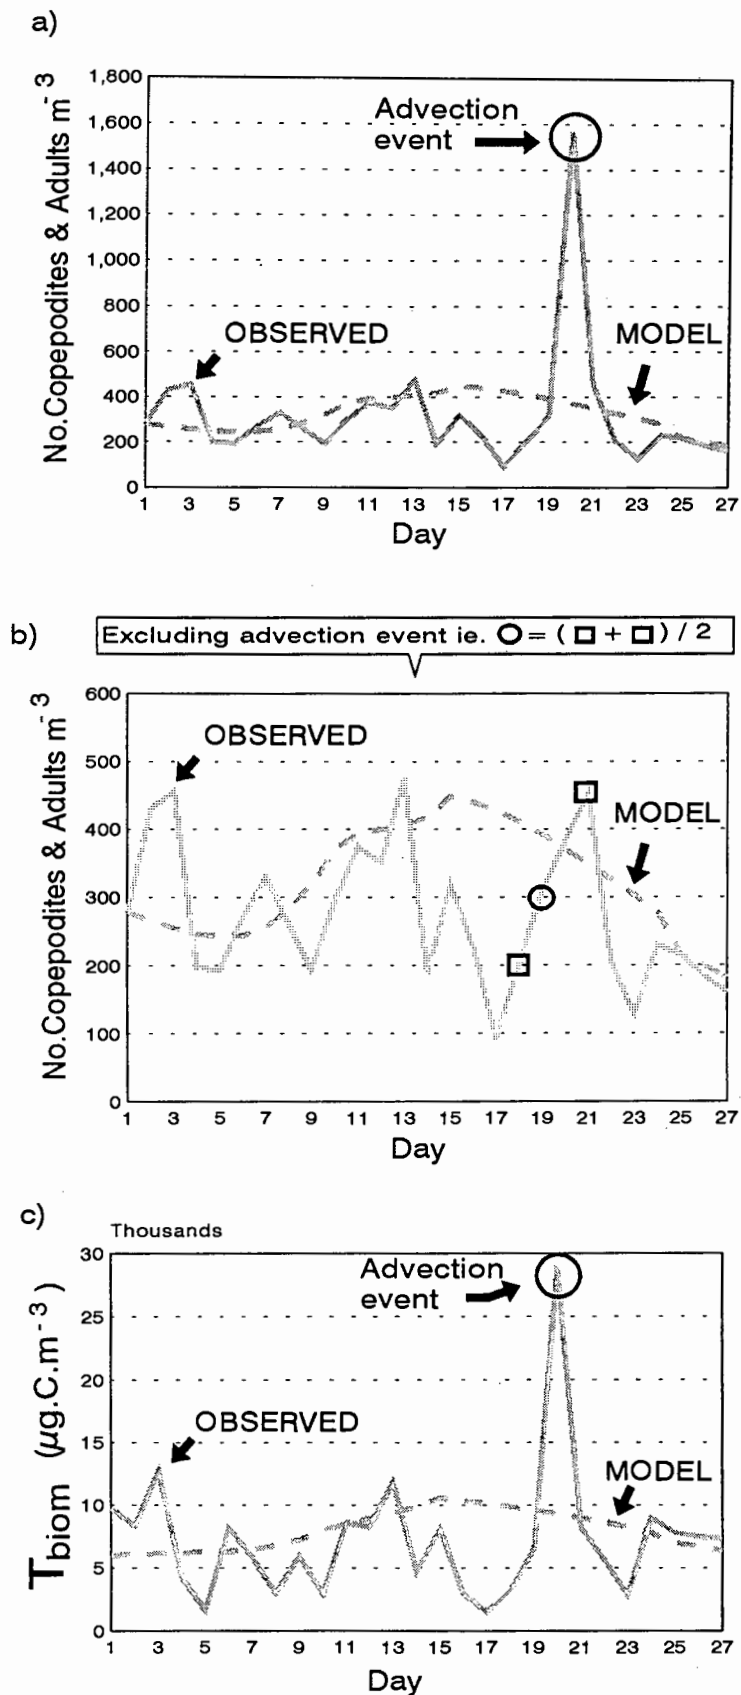 a)
No.Copepodites & Adults m⁻³
1,800
1,600
1,400
1,200
1,000
800
600
400
200
0
Advection
event
OBSERVED
MODEL
1 3 5 7 9 11 13 15 17 19 21 23 25 27
Day
b)
Excluding advection event ie. O = ( □ + □ ) / 2
No.Copepodites & Adults m⁻³
600
500
400
300
200
100
0
OBSERVED
MODEL
1 3 5 7 9 11 13 15 17 19 21 23 25 27
Day
c)
Thousands
Tbiom (µg.C.m⁻³)
30
25
20
15
10
5
0
Advection
event
OBSERVED
MODEL
1 3 5 7 9 11 13 15 17 19 21 23 25 27
Day